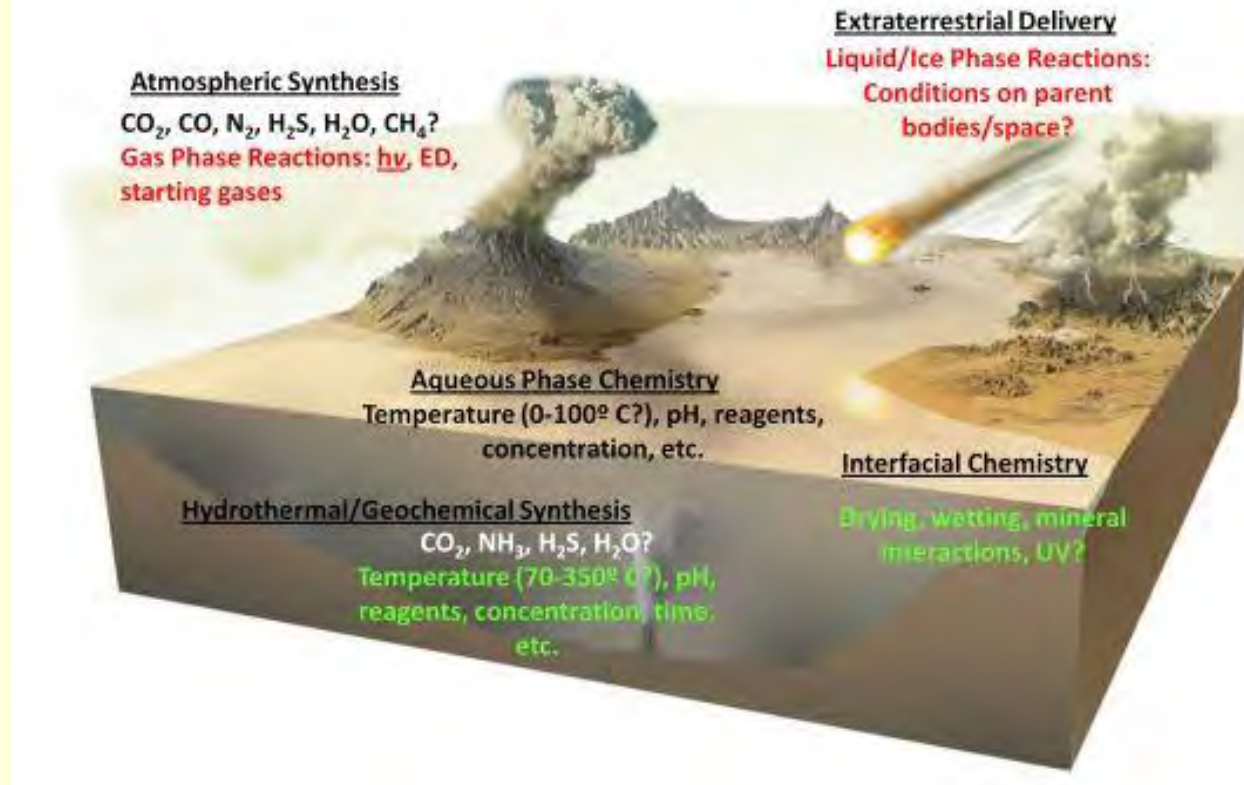 Extraterrestrial Delivery
Liquid/Ice Phase Reactions:
Conditions on parent
bodies/space?
Atmospheric Synthesis
CO₂, CO, N₂, H₂S, H₂O, CH₄?
Gas Phase Reactions: hν, ED,
starting gases
Aqueous Phase Chemistry
Temperature (0-100º C?), pH, reagents,
concentration, etc.
Interfacial Chemistry
Drying, wetting, mineral
interactions, UV?
Hydrothermal/Geochemical Synthesis
CO₂, NH₃, H₂S, H₂O?
Temperature (70-350º C?), pH,
reagents, concentration, time,
etc.